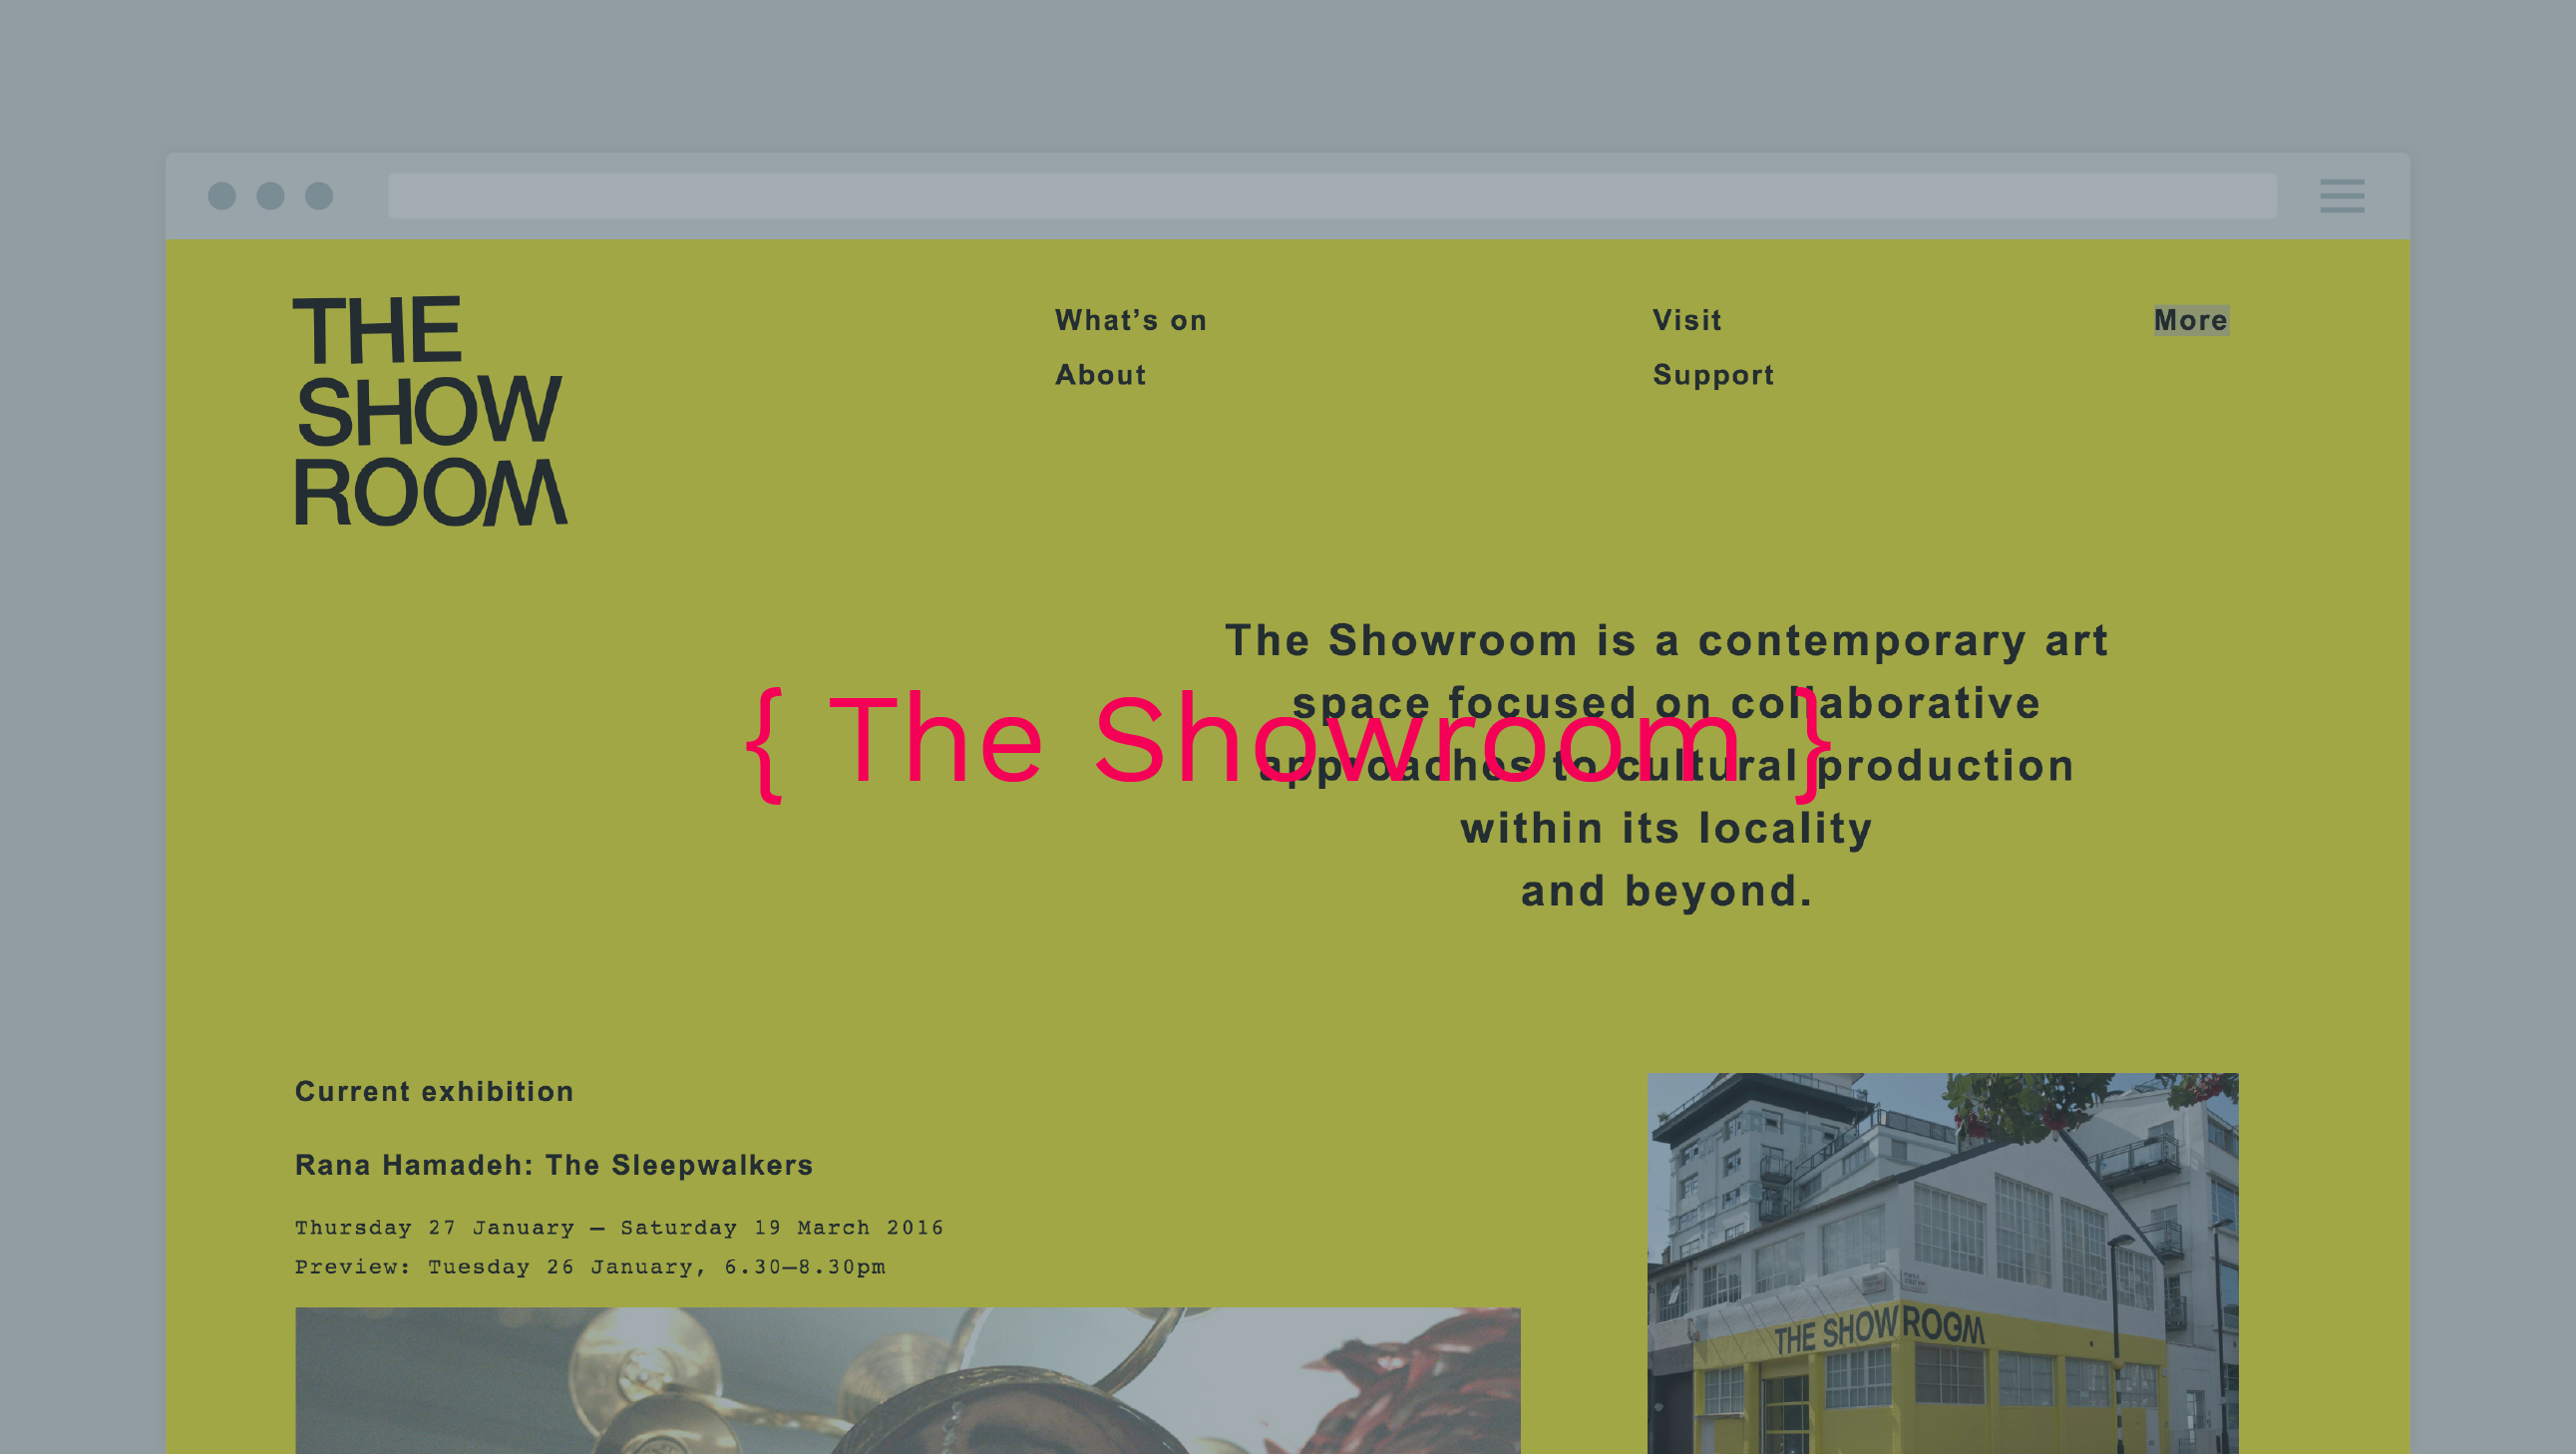 THE
SHOW
ROOM
What’s on
About
Visit
Support
More
The Showroom is a contemporary art
space focused on collaborative
approaches to cultural production
within its locality
and beyond.
{ The Showroom }
Current exhibition
Rana Hamadeh: The Sleepwalkers
Thursday 27 January – Saturday 19 March 2016
Preview: Tuesday 26 January, 6.30–8.30pm
THE SHOWROOM